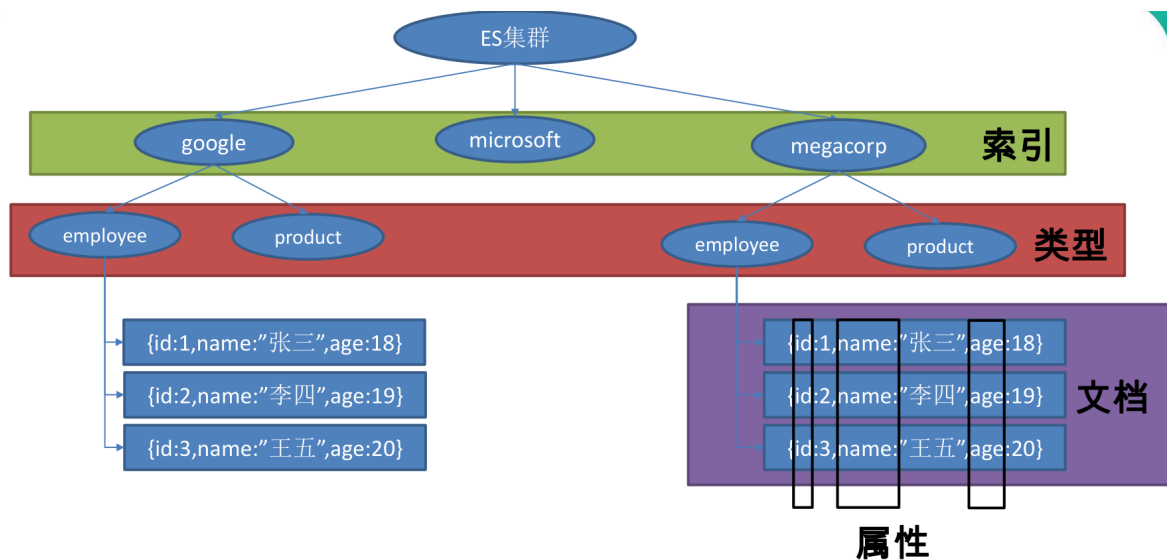 ES集群
google
microsoft
megacorp
索引
employee
product
employee
product
类型
{id:1,name:”张三”,age:18}
{id:2,name:”李四”,age:19}
{id:3,name:”王五”,age:20}
{id:1,name:”张三”,age:18}
{id:2,name:”李四”,age:19}
{id:3,name:”王五”,age:20}
文档
属性